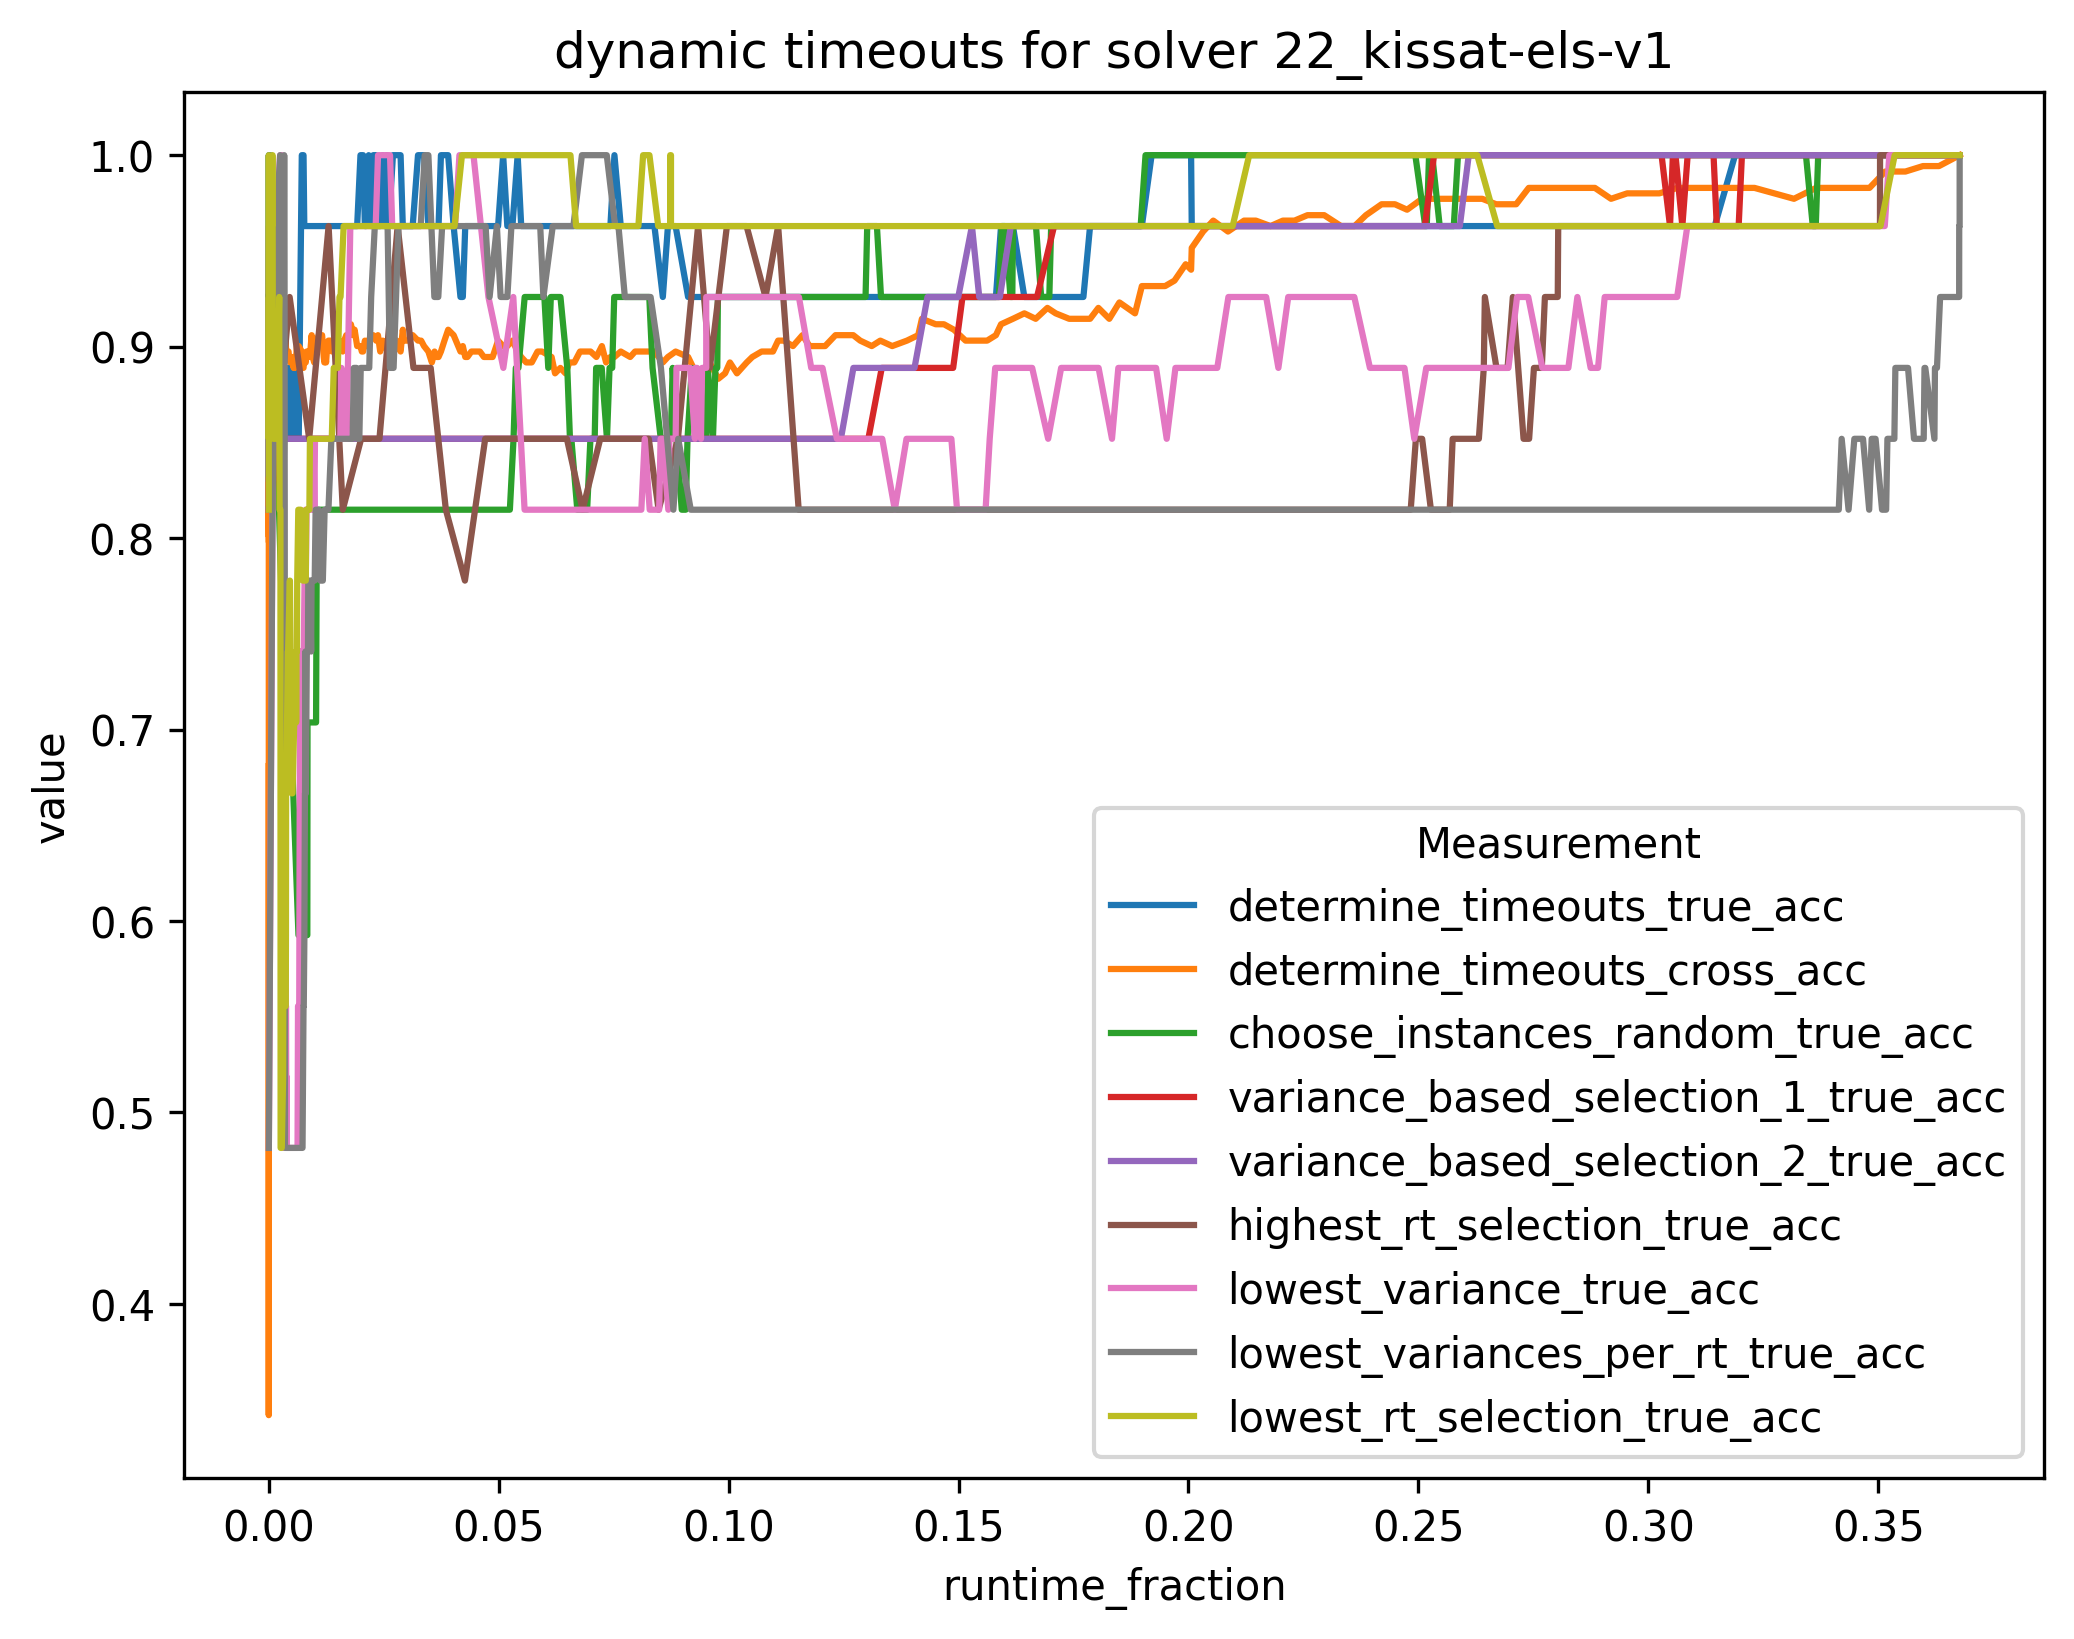 dynamic timeouts for solver 22_kissat-els-v1
1.0
0.9
0.8
0.7
0.6
0.5
0.4
value
Measurement
determine_timeouts_true_acc
determine_timeouts_cross_acc
choose_instances_random_true_acc
variance_based_selection_1_true_acc
variance_based_selection_2_true_acc
highest_rt_selection_true_acc
lowest_variance_true_acc
lowest_variances_per_rt_true_acc
lowest_rt_selection_true_acc
0.00 0.05 0.10 0.15 0.20 0.25 0.30 0.35
runtime_fraction